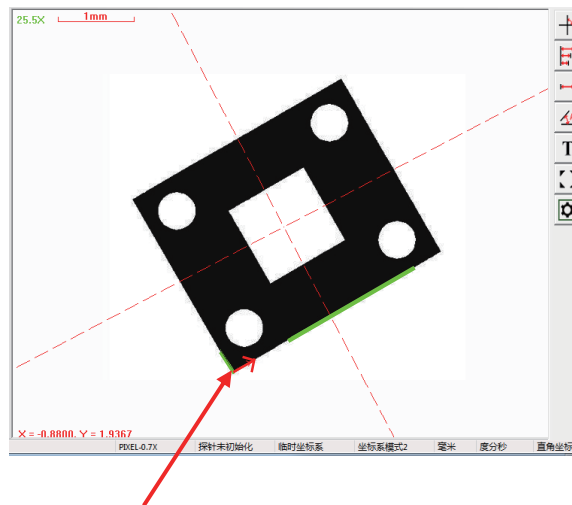 25.5X
1mm
T
X = -0.8800, Y = 1.9367
PIXEL-0.7X 探针未初始化 临时坐标系 坐标系模式2 毫米 度分秒 直角坐标